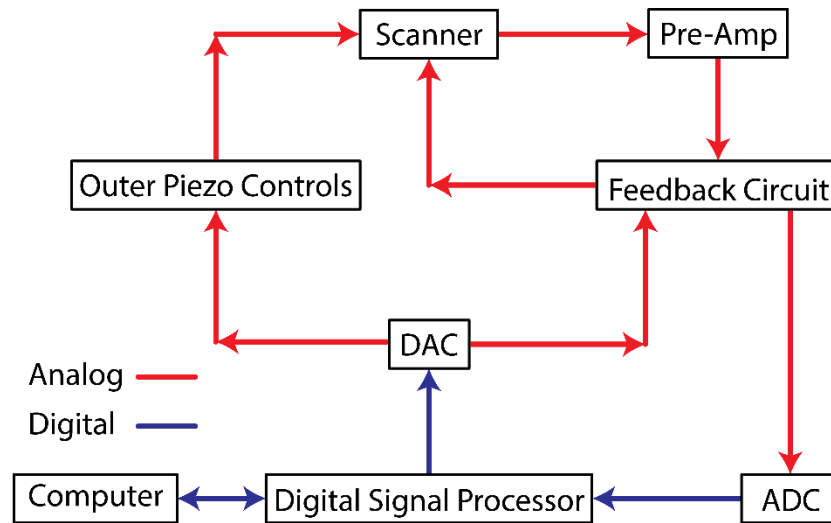 Scanner
Pre-Amp
Outer Piezo Controls
Feedback Circuit
DAC
Analog
Digital
Computer
Digital Signal Processor
ADC